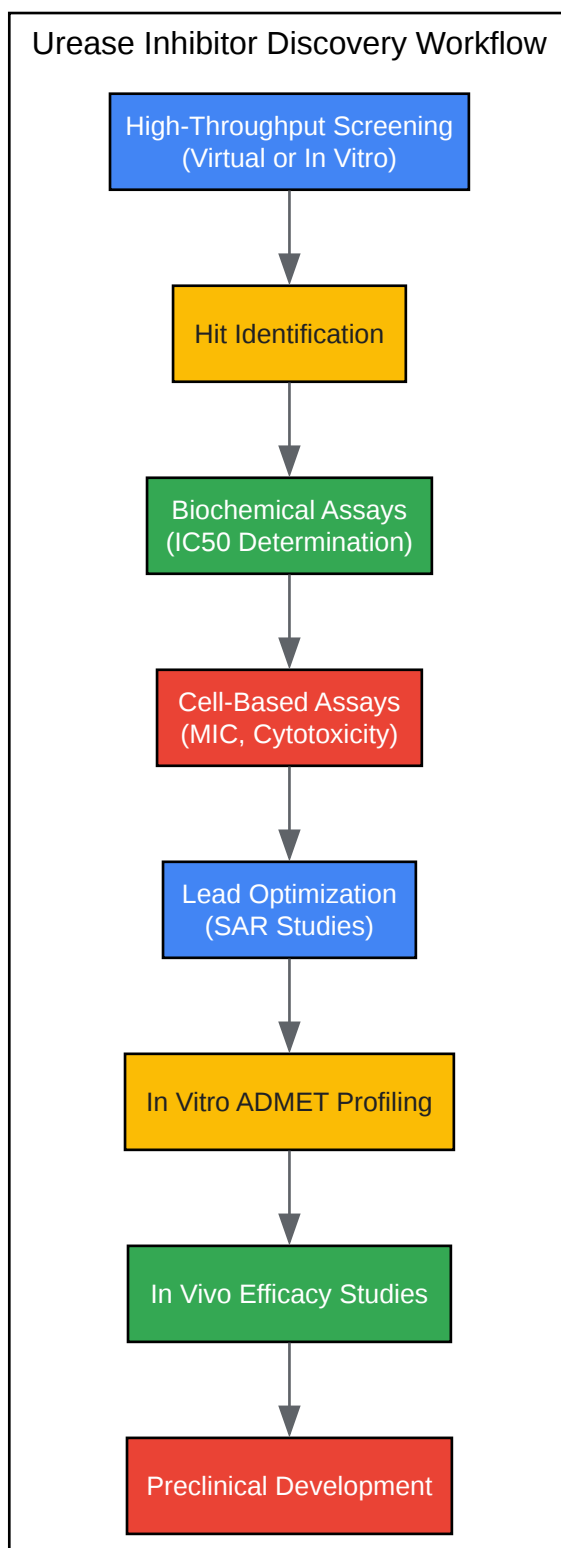 Urease Inhibitor Discovery Workflow
High-Throughput Screening
(Virtual or In Vitro)
Hit Identification
Biochemical Assays
(IC50 Determination)
Cell-Based Assays
(MIC, Cytotoxicity)
Lead Optimization
(SAR Studies)
In Vitro ADMET Profiling
In Vivo Efficacy Studies
Preclinical Development